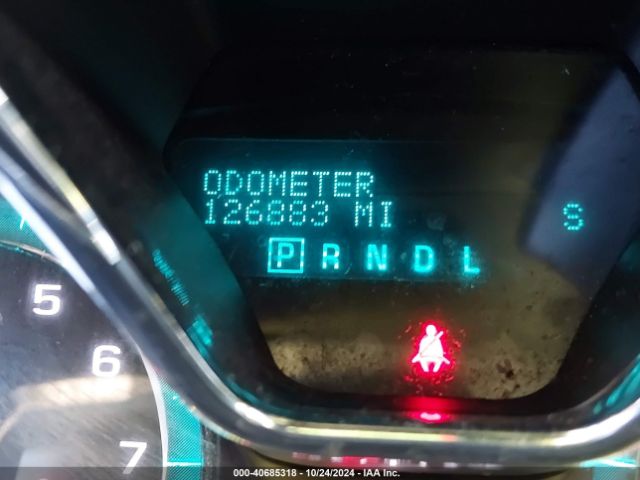 ODOMETER
126883 MI
S
P R N D L
5
6
7
000-40685318 - 10/24/2024 - IAA Inc.